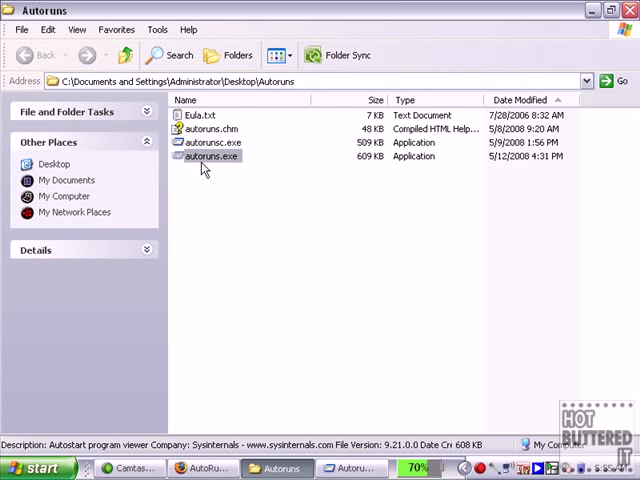 Autoruns
File Edit View Favorites Tools Help
Back Search Folders Folder Sync
Address C:\Documents and Settings\Administrator\Desktop\Autoruns Go
Name Size Type Date Modified
File and Folder Tasks
Other Places
Desktop
My Documents
My Computer
My Network Places
Details
Eula.txt 7 KB Text Document 7/28/2006 8:32 AM
autoruns.chm 48 KB Compiled HTML Help... 5/8/2008 9:20 AM
autorunsc.exe 509 KB Application 5/9/2008 1:56 PM
autoruns.exe 609 KB Application 5/12/2008 4:31 PM
Description: Autostart program viewer Company: Sysinternals - www.sysinternals.com File Version: 9.21.0.0 Date Cr 608 KB My Computer
HOT
BUTTERED
IT
start Camtas... AutoRu... Autoruns Autoru... 70% 5:55 AM